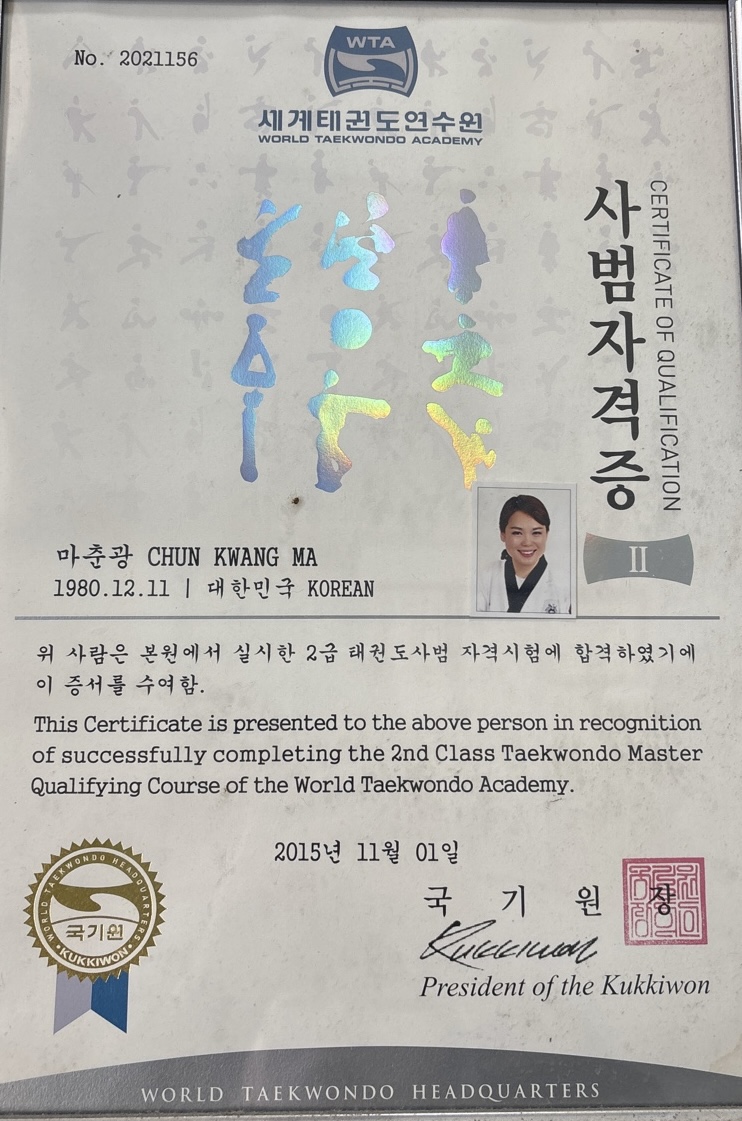 No. 2021156
WTA
세계태권도연수원
WORLD TAEKWONDO ACADEMY
사범자격증
CERTIFICATE OF QUALIFICATION
II
마춘광 CHUN KWANG MA
1980.12.11 | 대한민국 KOREAN
위 사람은 본원에서 실시한 2급 태권도사범 자격시험에 합격하였기에
이 증서를 수여함.
This Certificate is presented to the above person in recognition
of successfully completing the 2nd Class Taekwondo Master
Qualifying Course of the World Taekwondo Academy.
2015년 11월 01일
국 기 원 장
Kukkiwon
President of the Kukkiwon
WORLD TAEKWONDO HEADQUARTERS
국기원
·KUKKIWON·
WORLD TAEKWONDO HEADQUARTERS